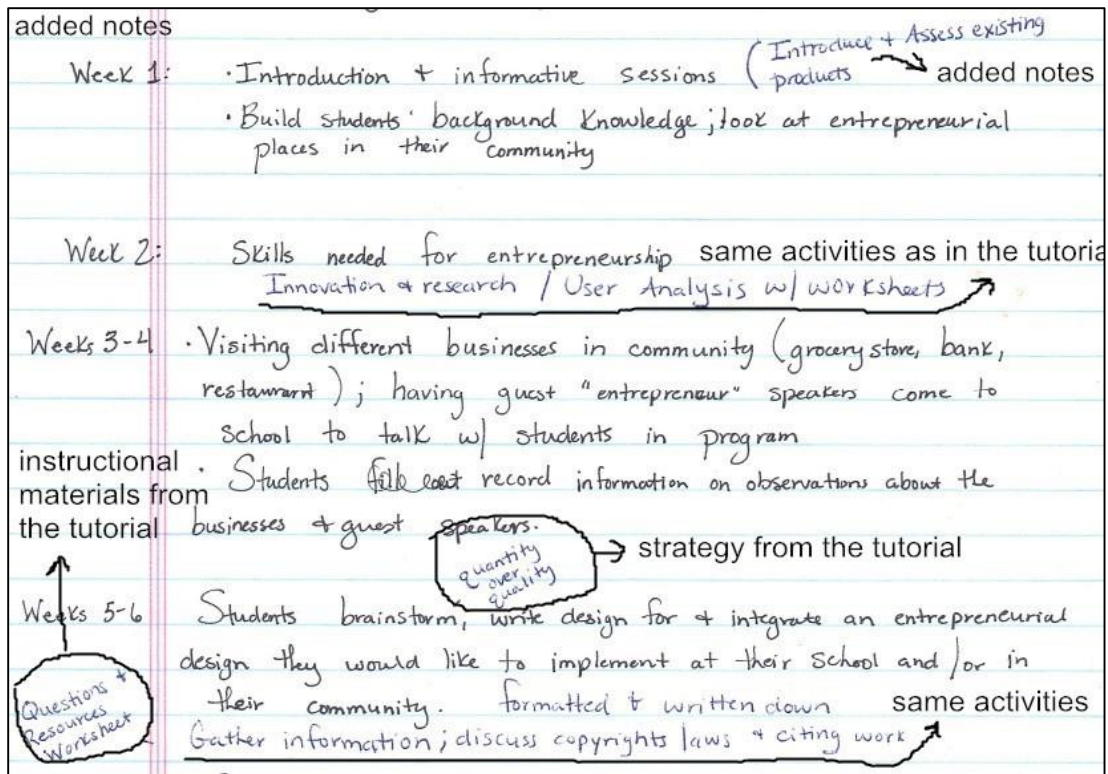 added notes
Introduce + Assess existing
products
added notes
Week 1: · Introduction + informative sessions (
· Build students' background knowledge; look at entrepreneurial
places in their community
Week 2: Skills needed for entrepreneurship
same activities as in the tutoria
Innovation & research / User Analysis w/ worksheets
Weeks 3-4 · Visiting different businesses in community (grocery store, bank,
restaurant); having guest "entrepreneur" speakers come to
school to talk w/ students in program
instructional
materials from
the tutorial
· Students record information on observations about the
businesses & guest speakers.
quantity
over
quality
strategy from the tutorial
Weeks 5-6 Students brainstorm, write design for & integrate an entrepreneurial
design they would like to implement at their school and/or in
their community. formatted & written down
same activities
Questions +
Resources
Worksheet
Gather information; discuss copyrights laws & citing work